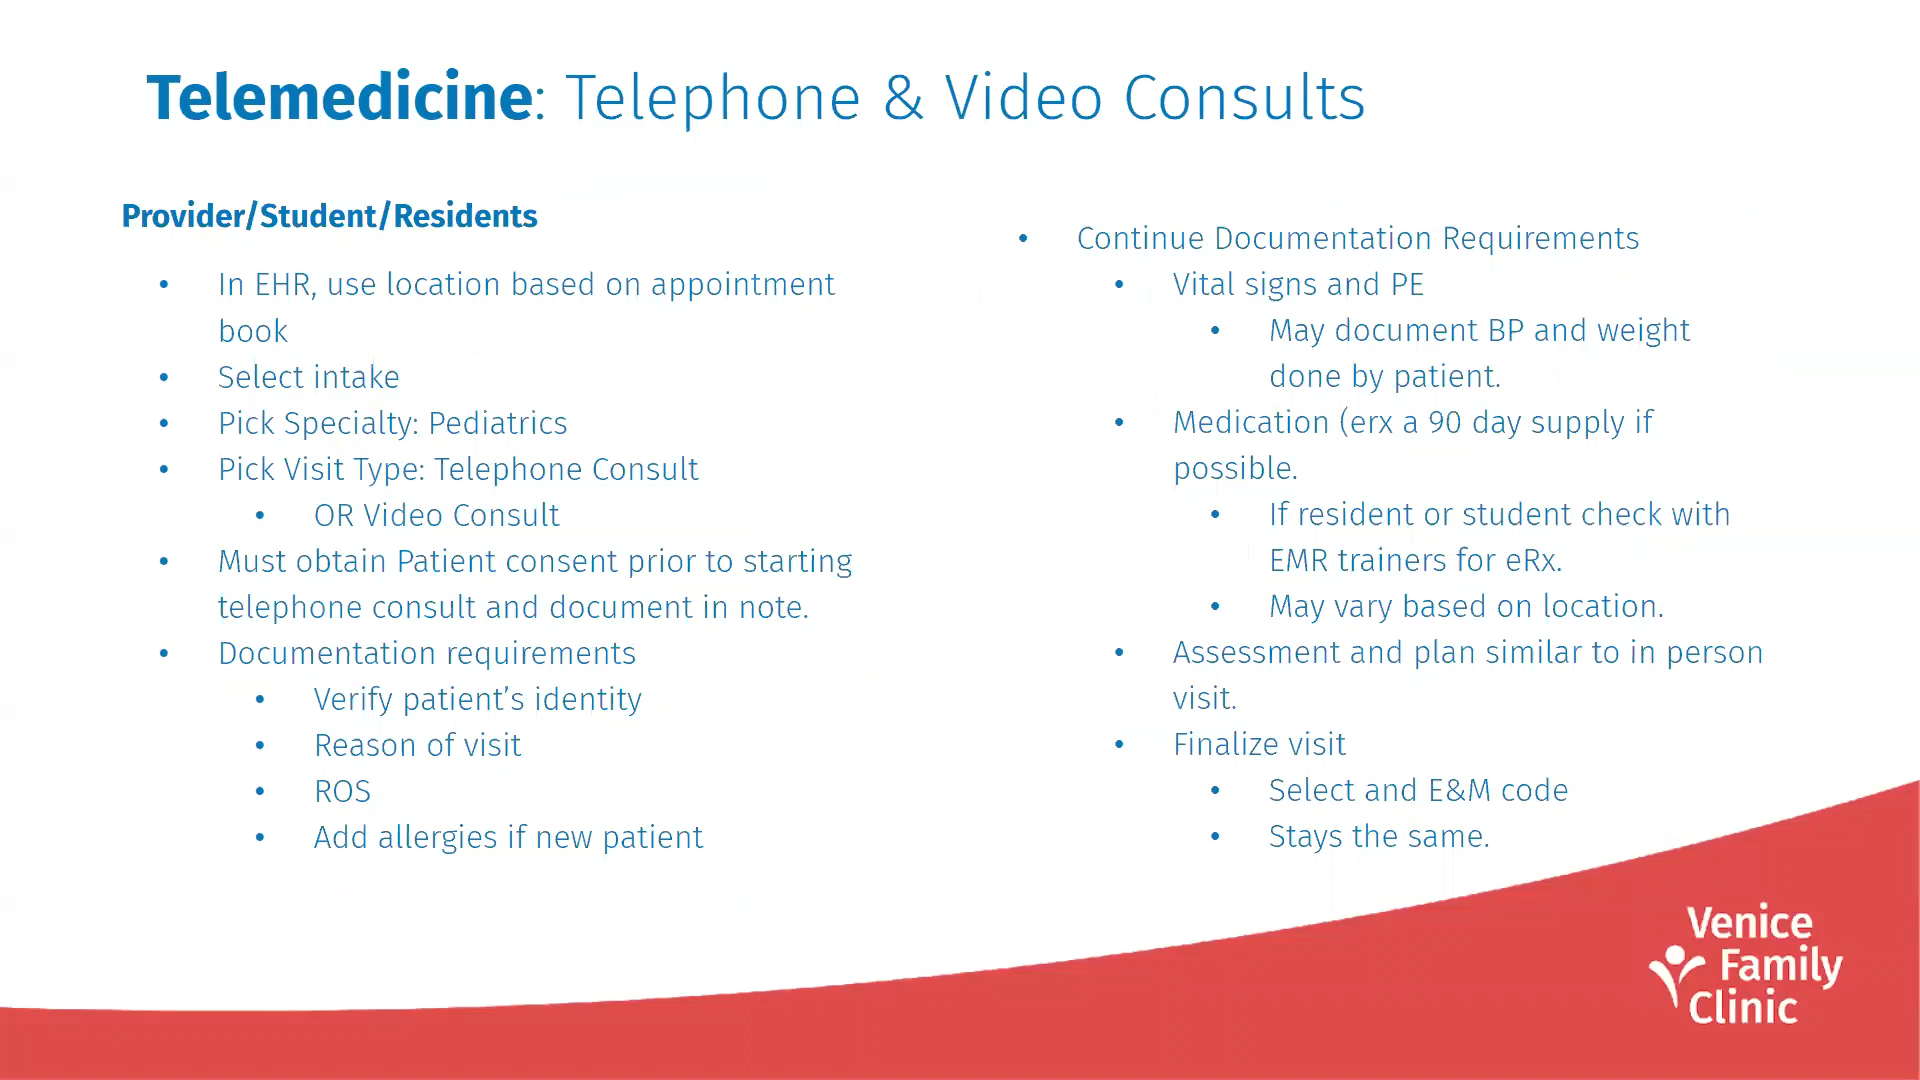 Telemedicine: Telephone & Video Consults
Provider/Student/Residents
• In EHR, use location based on appointment
book
• Select intake
• Pick Specialty: Pediatrics
• Pick Visit Type: Telephone Consult
• OR Video Consult
• Must obtain Patient consent prior to starting
telephone consult and document in note.
• Documentation requirements
• Verify patient’s identity
• Reason of visit
• ROS
• Add allergies if new patient
• Continue Documentation Requirements
• Vital signs and PE
• May document BP and weight
done by patient.
• Medication (erx a 90 day supply if
possible.
• If resident or student check with
EMR trainers for eRx.
• May vary based on location.
• Assessment and plan similar to in person
visit.
• Finalize visit
• Select and E&M code
• Stays the same.
Venice
Family
Clinic